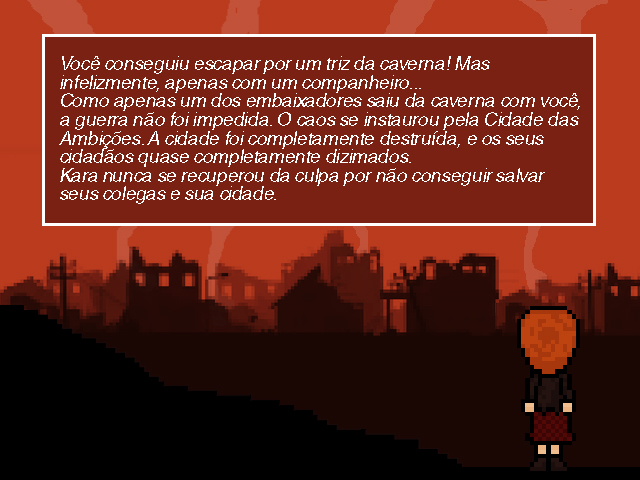 Você conseguiu escapar por um triz da caverna! Mas
infelizmente, apenas com um companheiro...
Como apenas um dos embaixadores saiu da caverna com você,
a guerra não foi impedida. O caos se instaurou pela Cidade das
Ambições. A cidade foi completamente destruída, e os seus
cidadãos quase completamente dizimados.
Kara nunca se recuperou da culpa por não conseguir salvar
seus colegas e sua cidade.